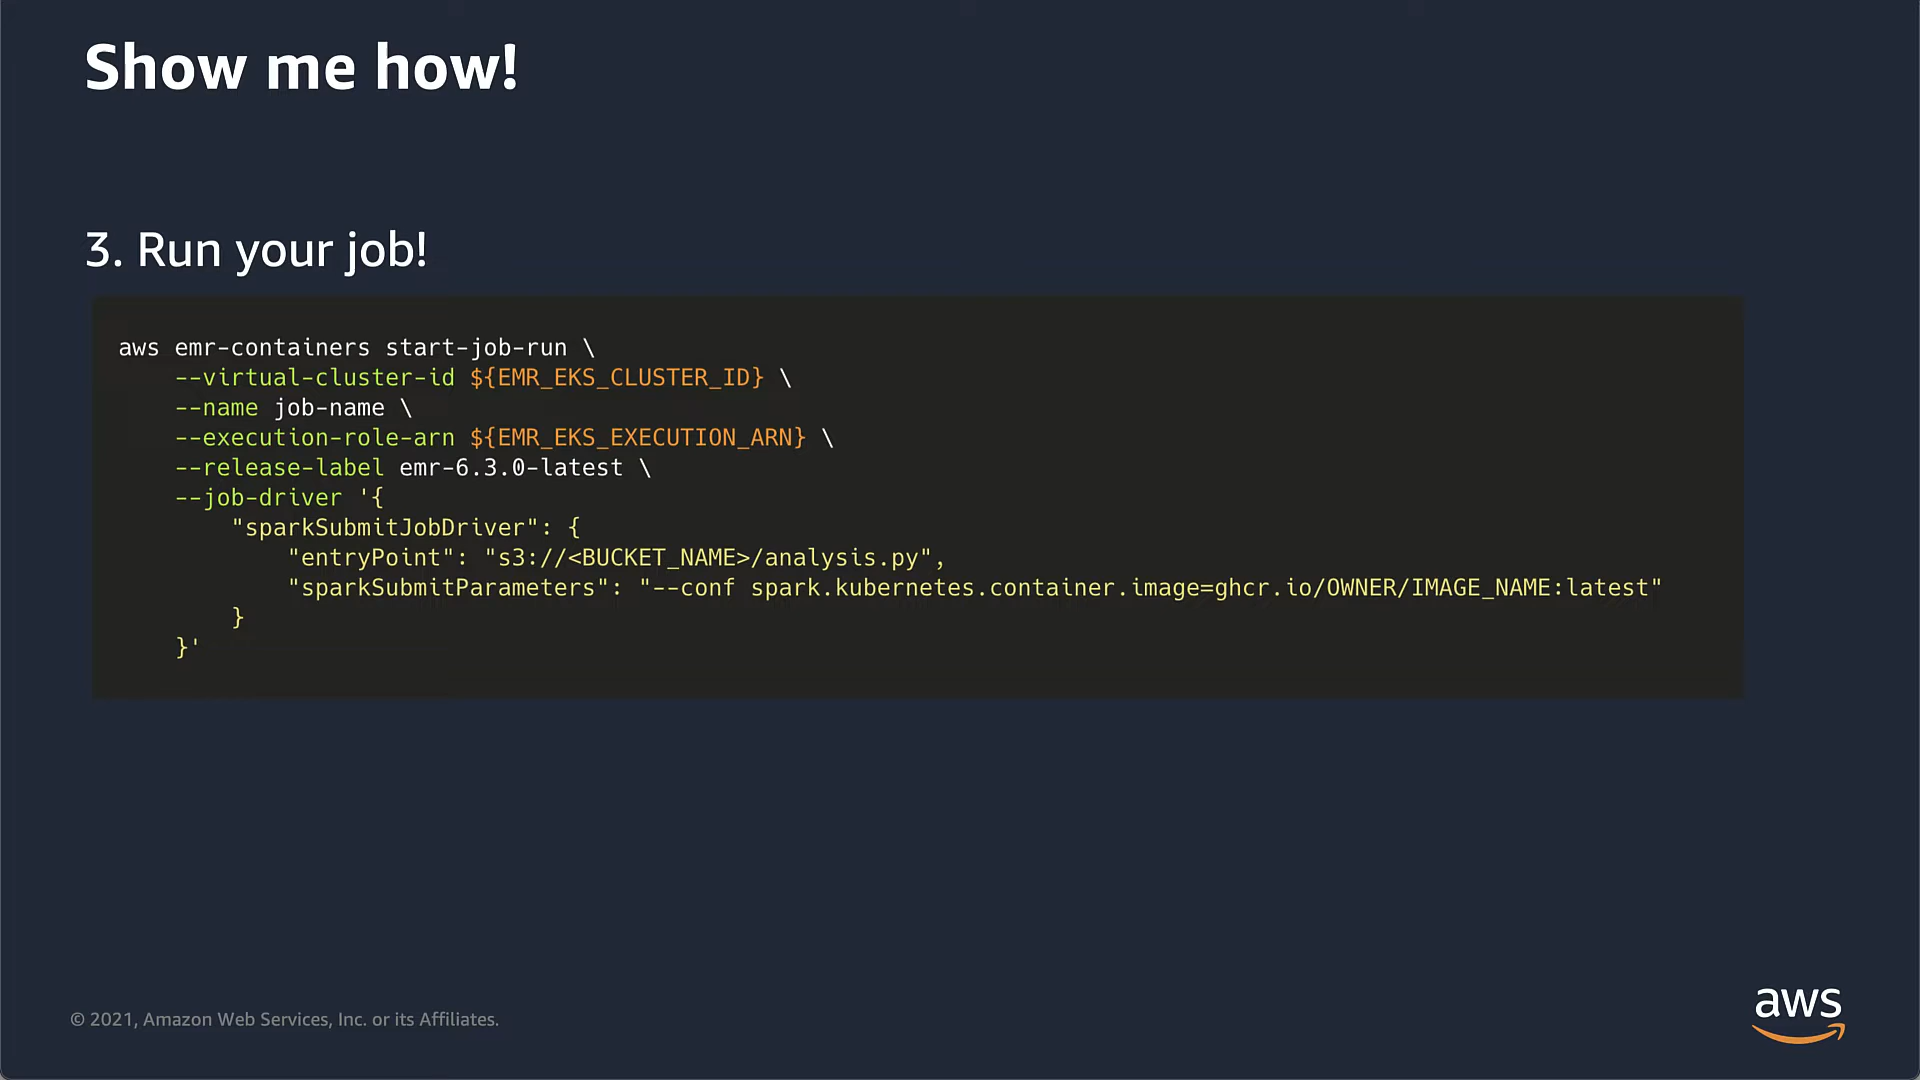 Show me how!
3. Run your job!
aws emr-containers start-job-run \
    --virtual-cluster-id ${EMR_EKS_CLUSTER_ID} \
    --name job-name \
    --execution-role-arn ${EMR_EKS_EXECUTION_ARN} \
    --release-label emr-6.3.0-latest \
    --job-driver '{
        "sparkSubmitJobDriver": {
            "entryPoint": "s3://<BUCKET_NAME>/analysis.py",
            "sparkSubmitParameters": "--conf spark.kubernetes.container.image=ghcr.io/OWNER/IMAGE_NAME:latest"
        }
    }'
© 2021, Amazon Web Services, Inc. or its Affiliates.
aws